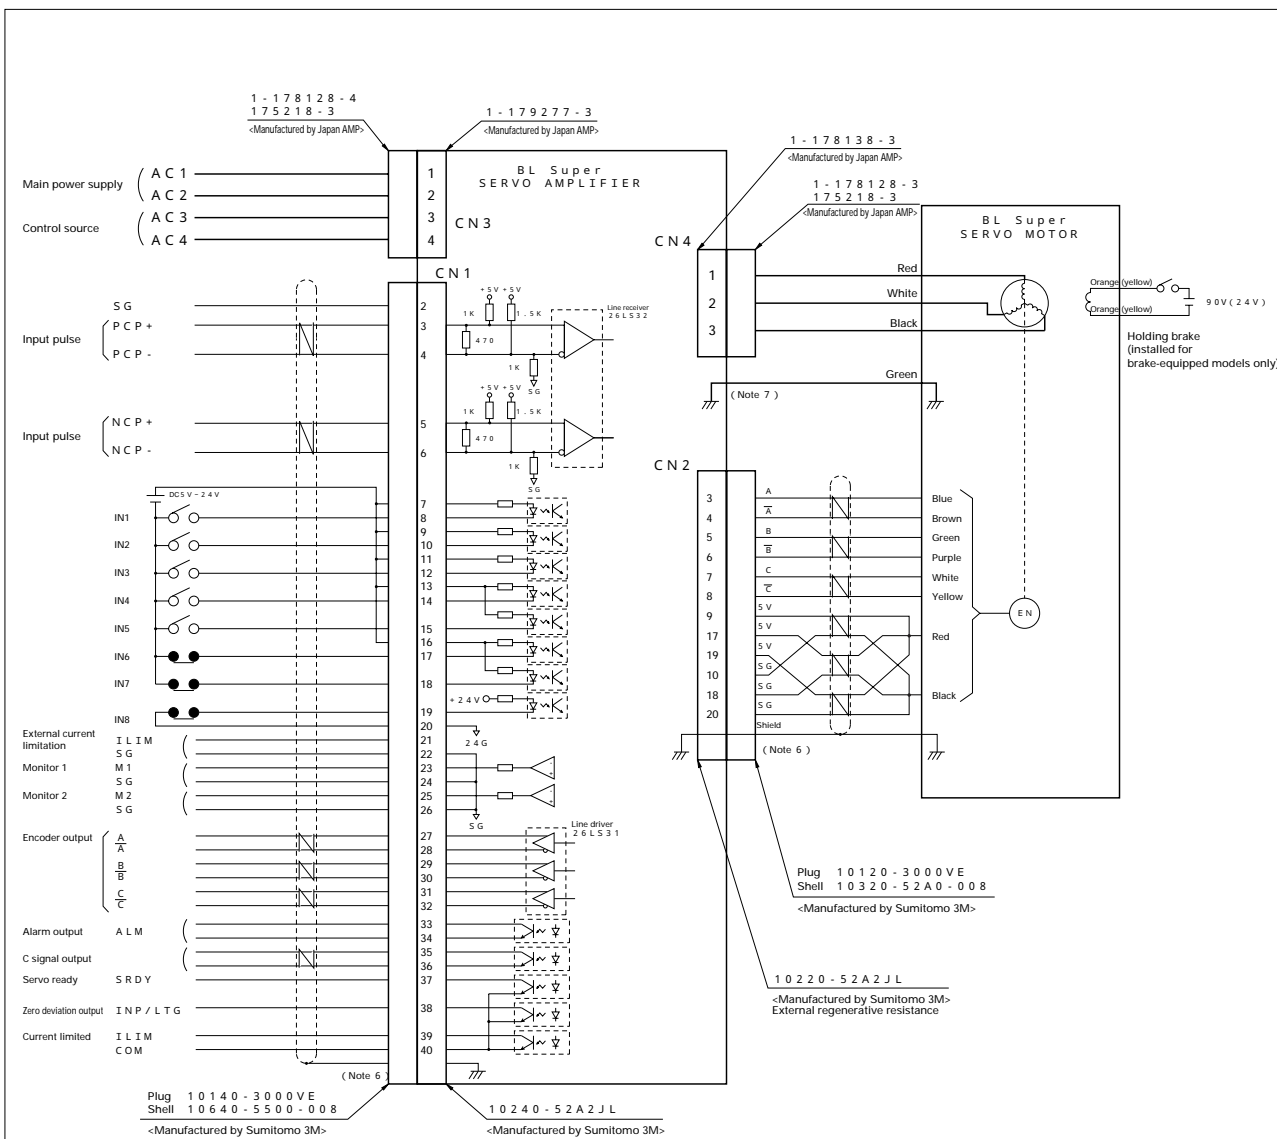 1-178128-4
175218-3
<Manufactured by Japan AMP>
1-179277-3
<Manufactured by Japan AMP>
1-178138-3
<Manufactured by Japan AMP>
1-178128-3
175218-3
<Manufactured by Japan AMP>
BL Super
SERVO AMPLIFIER
BL Super
SERVO MOTOR
Main power supply
AC1
AC2
Control source
AC3
AC4
1
2
3
4
CN3
CN1
CN4
1
2
3
Red
White
Black
Green
(Note 7)
Orange (yellow)
Orange (yellow)
90V(24V)
Holding brake
(installed for
brake-equipped models only)
SG
Input pulse
PCP+
PCP-
Input pulse
NCP+
NCP-
2
3
4
5
6
+5V +5V
1K
1.5K
470
1K
SG
Line receiver
26LS32
+5V +5V
1K
1.5K
470
1K
SG
DC5V~24V
IN1
IN2
IN3
IN4
IN5
IN6
IN7
IN8
7
8
9
10
11
12
13
14
15
16
17
18
19
20
+24V
24G
External current
limitation
ILIM
SG
Monitor 1
M1
SG
Monitor 2
M2
SG
21
22
23
24
25
26
- +
- +
SG
Encoder output
A
A̅
B
B̅
C
C̅
27
28
29
30
31
32
Line driver
26LS31
Alarm output
ALM
C signal output
Servo ready
SRDY
Zero deviation output
INP/LTG
Current limited
ILIM
COM
33
34
35
36
37
38
39
40
(Note 6)
Plug 10140-3000VE
Shell 10640-5500-008
<Manufactured by Sumitomo 3M>
10240-52A2JL
<Manufactured by Sumitomo 3M>
CN2
3
4
5
6
7
8
9
17
19
10
18
20
A
A̅
B
B̅
C
C̅
5V
5V
5V
SG
SG
SG
Shield
(Note 6)
Blue
Brown
Green
Purple
White
Yellow
Red
Black
EN
Plug 10120-3000VE
Shell 10320-52A0-008
<Manufactured by Sumitomo 3M>
10220-52A2JL
<Manufactured by Sumitomo 3M>
External regenerative resistance